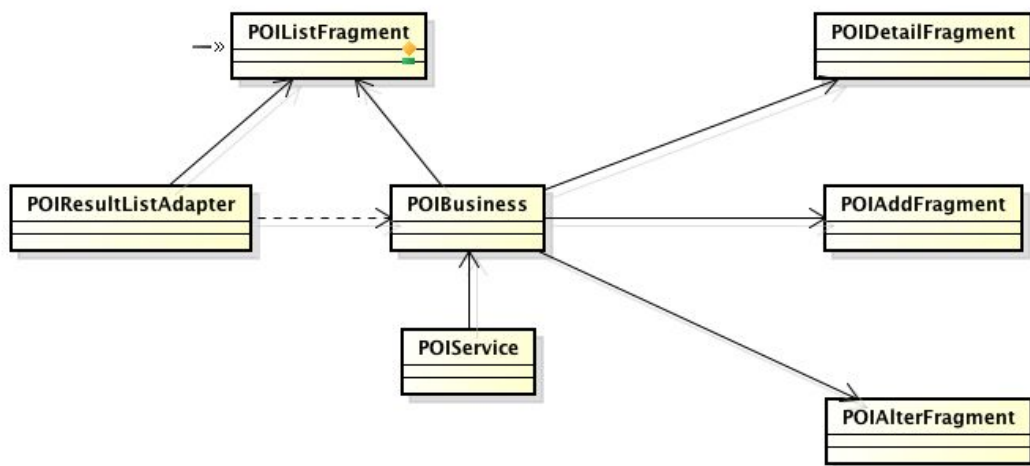 POIListFragment
POIDetailFragment
POIResultListAdapter
POIBusiness
POIAddFragment
POIService
POIAlterFragment